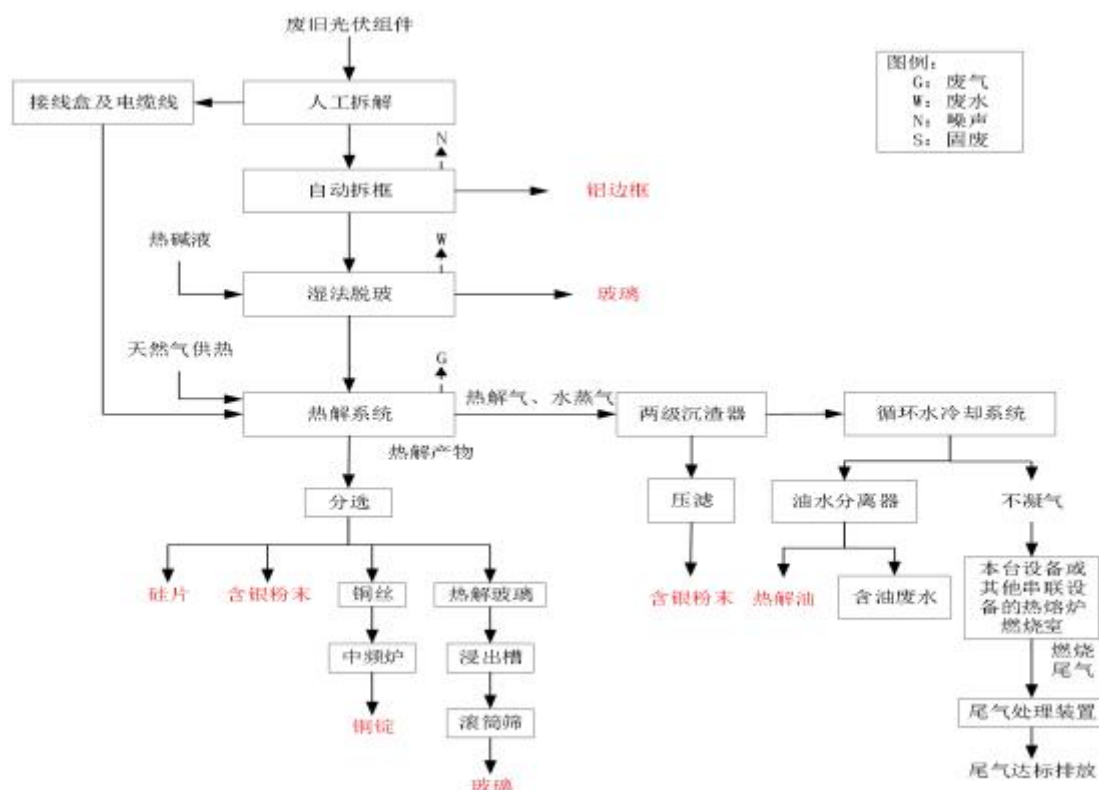 废旧光伏组件
图例：
G：废气
W：废水
N：噪声
S：固废
接线盒及电缆线
人工拆解
N
自动拆框
铝边框
热碱液
W
湿法脱玻
玻璃
天然气供热
G
热解系统
热解气、水蒸气
两级沉渣器
循环水冷却系统
热解产物
分选
压滤
油水分离器
不凝气
硅片
含银粉末
铜丝
热解玻璃
含银粉末
热解油
含油废水
本台设备或
其他串联设
备的热熔炉
燃烧室
中频炉
浸出槽
燃烧
尾气
铜锭
滚筒筛
尾气处理装置
玻璃
尾气达标排放